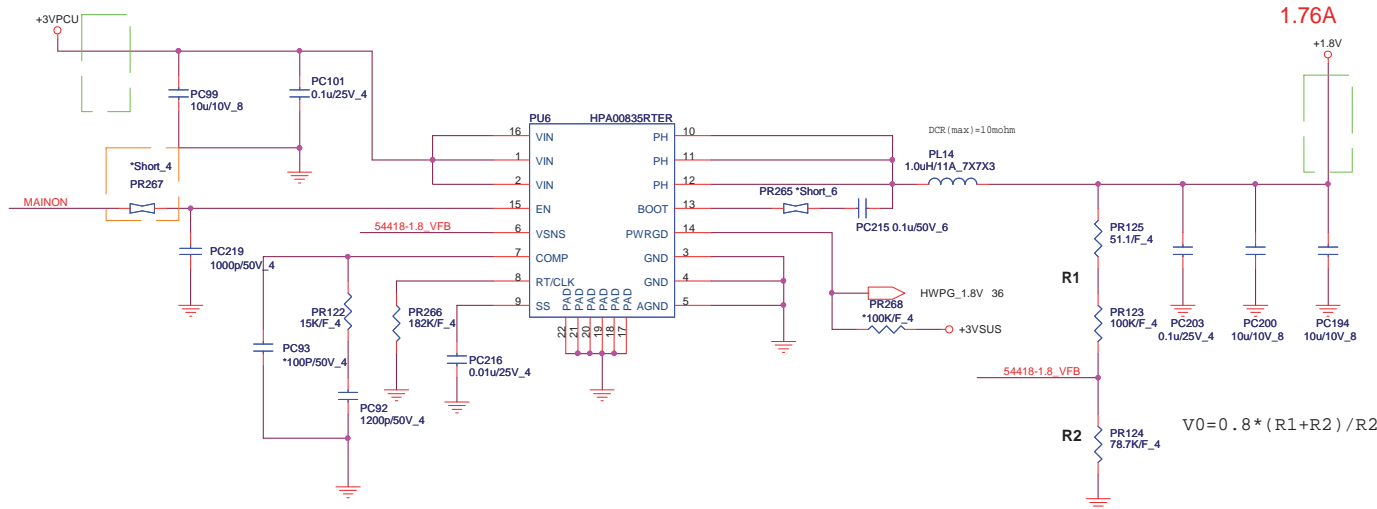 1.76A
+3VPCU
+1.8V
PC99
10u/10V_8
PC101
0.1u/25V_4
PU6
HPA00835RTER
16
VIN
PH
10
1
VIN
PH
11
2
VIN
PH
12
15
EN
BOOT
13
6
VSNS
PWRGD
14
7
COMP
GND
3
8
RT/CLK
GND
4
9
SS
AGND
5
PAD
PAD
PAD
PAD
PAD
PAD
22
21
20
19
18
17
*Short_4
PR267
MAINON
PC219
1000p/50V_4
54418-1.8_VFB
PR122
15K/F_4
PC93
*100P/50V_4
PC92
1200p/50V_4
PR266
182K/F_4
PC216
0.01u/25V_4
DCR(max)=10mohm
PL14
1.0uH/11A_7X7X3
PR265 *Short_6
PC215 0.1u/50V_6
HWPG_1.8V 36
PR268
*100K/F_4
+3VSUS
PR125
51.1/F_4
R1
PR123
100K/F_4
PC203
0.1u/25V_4
PC200
10u/10V_8
PC194
10u/10V_8
54418-1.8_VFB
R2
PR124
78.7K/F_4
V0=0.8*(R1+R2)/R2